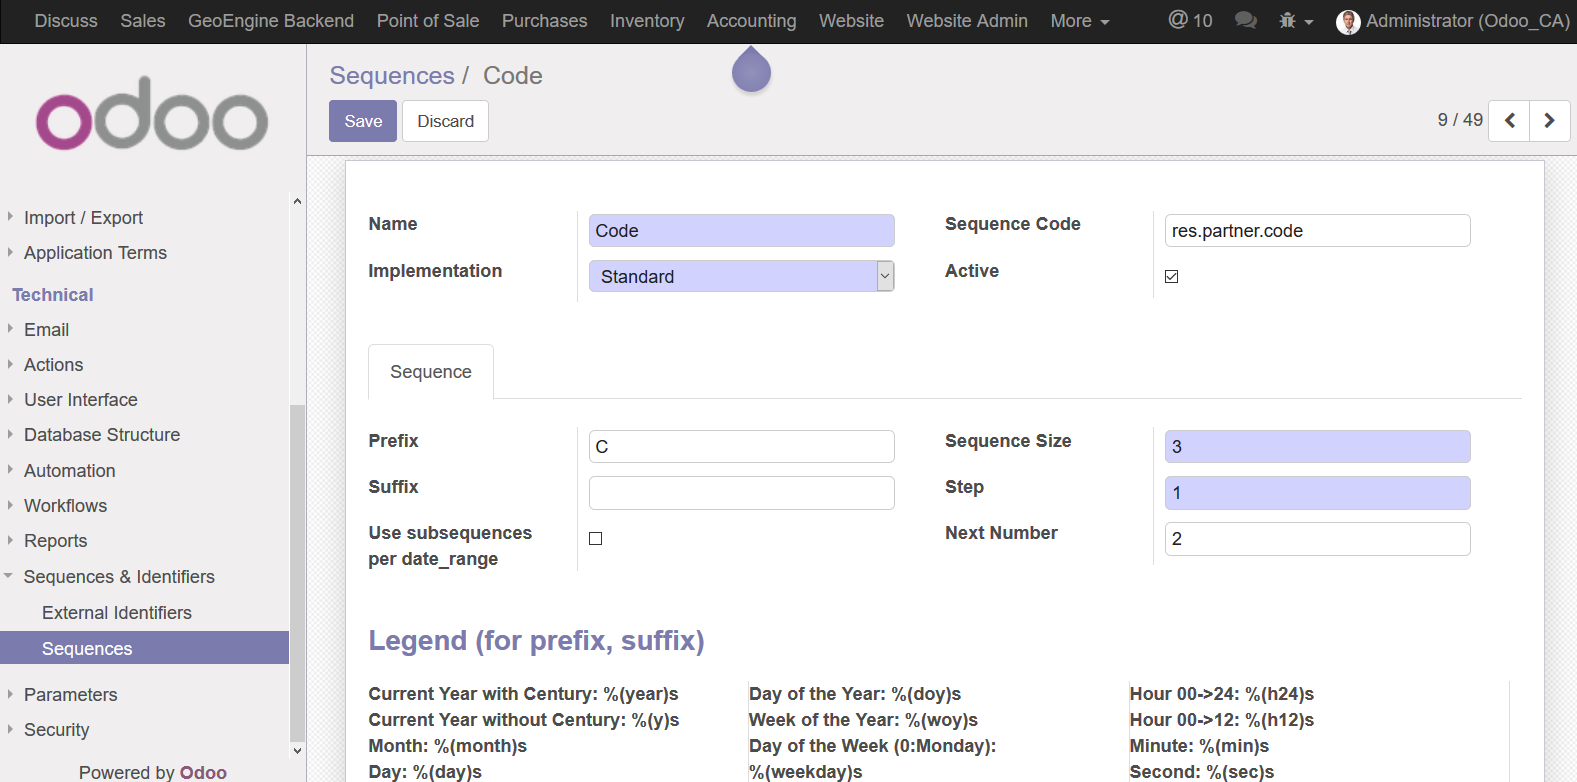 Discuss Sales GeoEngine Backend Point of Sale Purchases Inventory Accounting Website Website Admin More @ 10 Administrator (Odoo_CA)
odoo
Sequences / Code
Save Discard
9 / 49
Import / Export
Application Terms
Technical
Email
Actions
User Interface
Database Structure
Automation
Workflows
Reports
Sequences & Identifiers
External Identifiers
Sequences
Parameters
Security
Powered by Odoo
Name Code Sequence Code res.partner.code
Implementation Standard Active
Sequence
Prefix C Sequence Size 3
Suffix Step 1
Use subsequences Next Number 2
per date_range
Legend (for prefix, suffix)
Current Year with Century: %(year)s Day of the Year: %(doy)s Hour 00->24: %(h24)s
Current Year without Century: %(y)s Week of the Year: %(woy)s Hour 00->12: %(h12)s
Month: %(month)s Day of the Week (0:Monday): Minute: %(min)s
Day: %(day)s %(weekday)s Second: %(sec)s